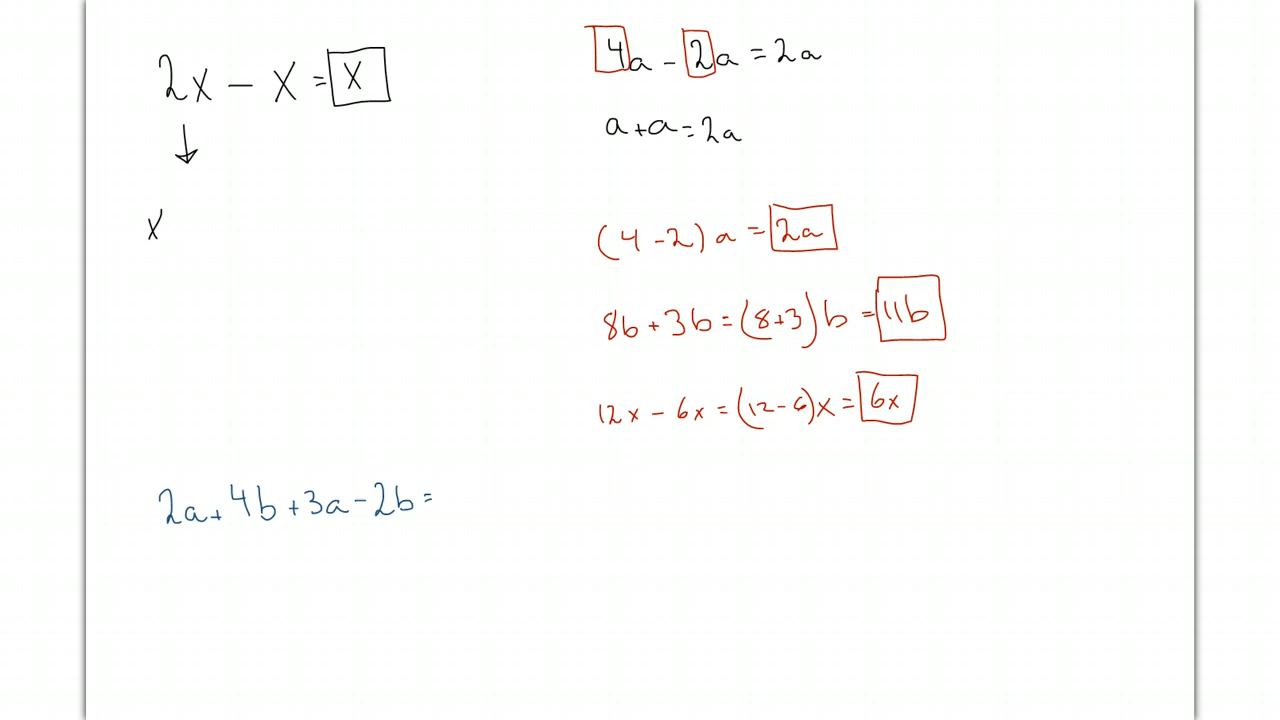 2x - x = x
x
4a - 2a = 2a
a + a = 2a
(4 - 2) a = 2a
8b + 3b = (8+3) b = 11b
12x - 6x = (12 - 6) x = 6x
2a + 4b + 3a - 2b =